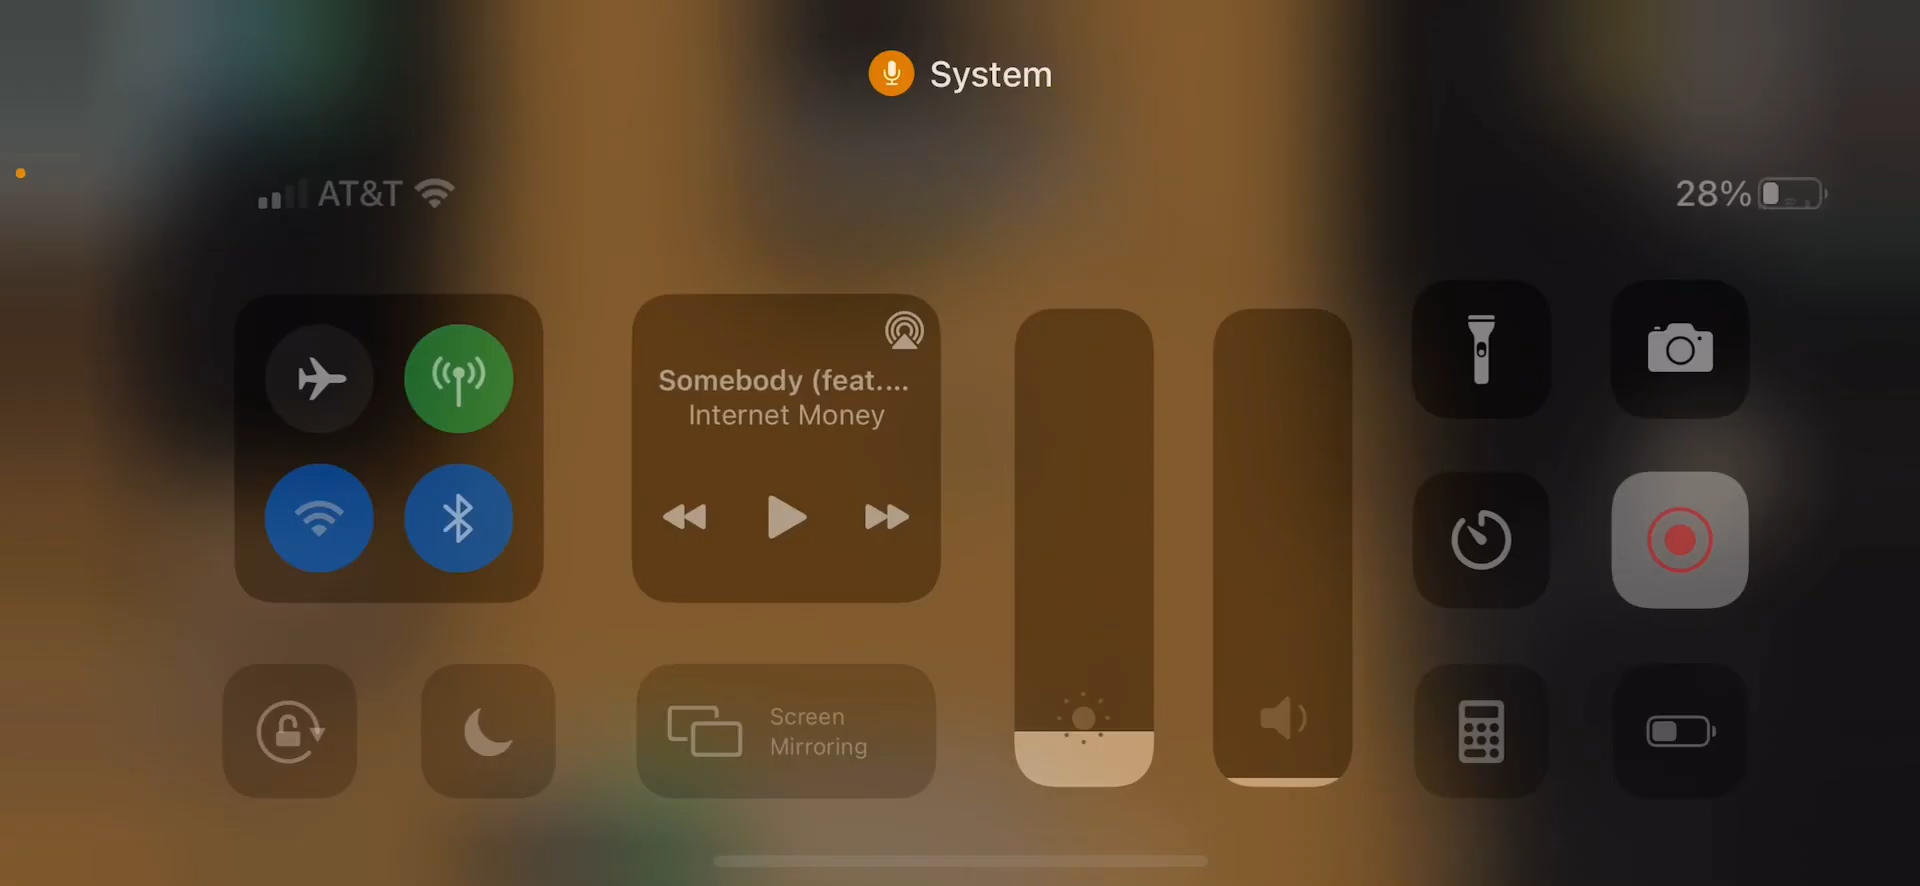 System
AT&T
28%
Somebody (feat....
Internet Money
Screen
Mirroring